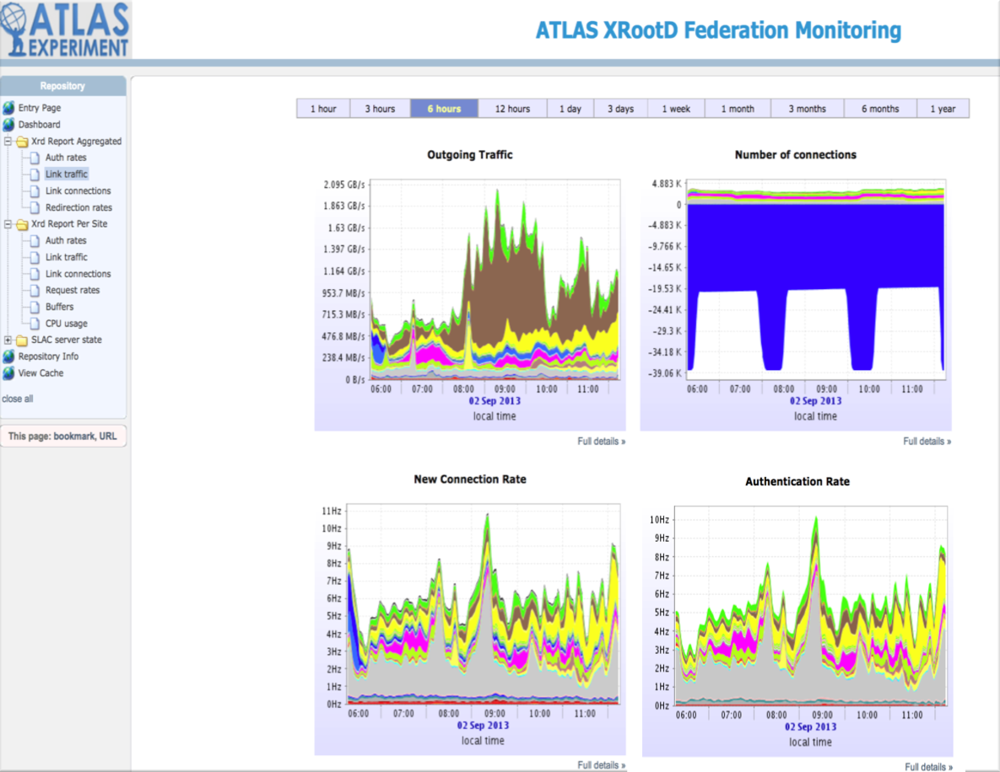 ATLAS
EXPERIMENT
ATLAS XRootD Federation Monitoring
Repository
Entry Page
Dashboard
Xrd Report Aggregated
Auth rates
Link traffic
Link connections
Redirection rates
Xrd Report Per Site
Auth rates
Link traffic
Link connections
Request rates
Buffers
CPU usage
SLAC server state
Repository Info
View Cache
close all
This page: bookmark, URL
1 hour 3 hours 6 hours 12 hours 1 day 3 days 1 week 1 month 3 months 6 months 1 year
Outgoing Traffic
2.095 GB/s
1.863 GB/s
1.63 GB/s
1.397 GB/s
1.164 GB/s
953.7 MB/s
715.3 MB/s
476.8 MB/s
238.4 MB/s
0 B/s
06:00 07:00 08:00 09:00 10:00 11:00
02 Sep 2013
local time
Full details »
Number of connections
4.883 K
0
-4.883 K
-9.766 K
-14.65 K
-19.53 K
-24.41 K
-29.3 K
-34.18 K
-39.06 K
06:00 07:00 08:00 09:00 10:00 11:00
02 Sep 2013
local time
Full details »
New Connection Rate
11Hz
10Hz
9Hz
8Hz
7Hz
6Hz
5Hz
4Hz
3Hz
2Hz
1Hz
0Hz
06:00 07:00 08:00 09:00 10:00 11:00
02 Sep 2013
local time
Full details »
Authentication Rate
10Hz
9Hz
8Hz
7Hz
6Hz
5Hz
4Hz
3Hz
2Hz
1Hz
0Hz
06:00 07:00 08:00 09:00 10:00 11:00
02 Sep 2013
local time
Full details »